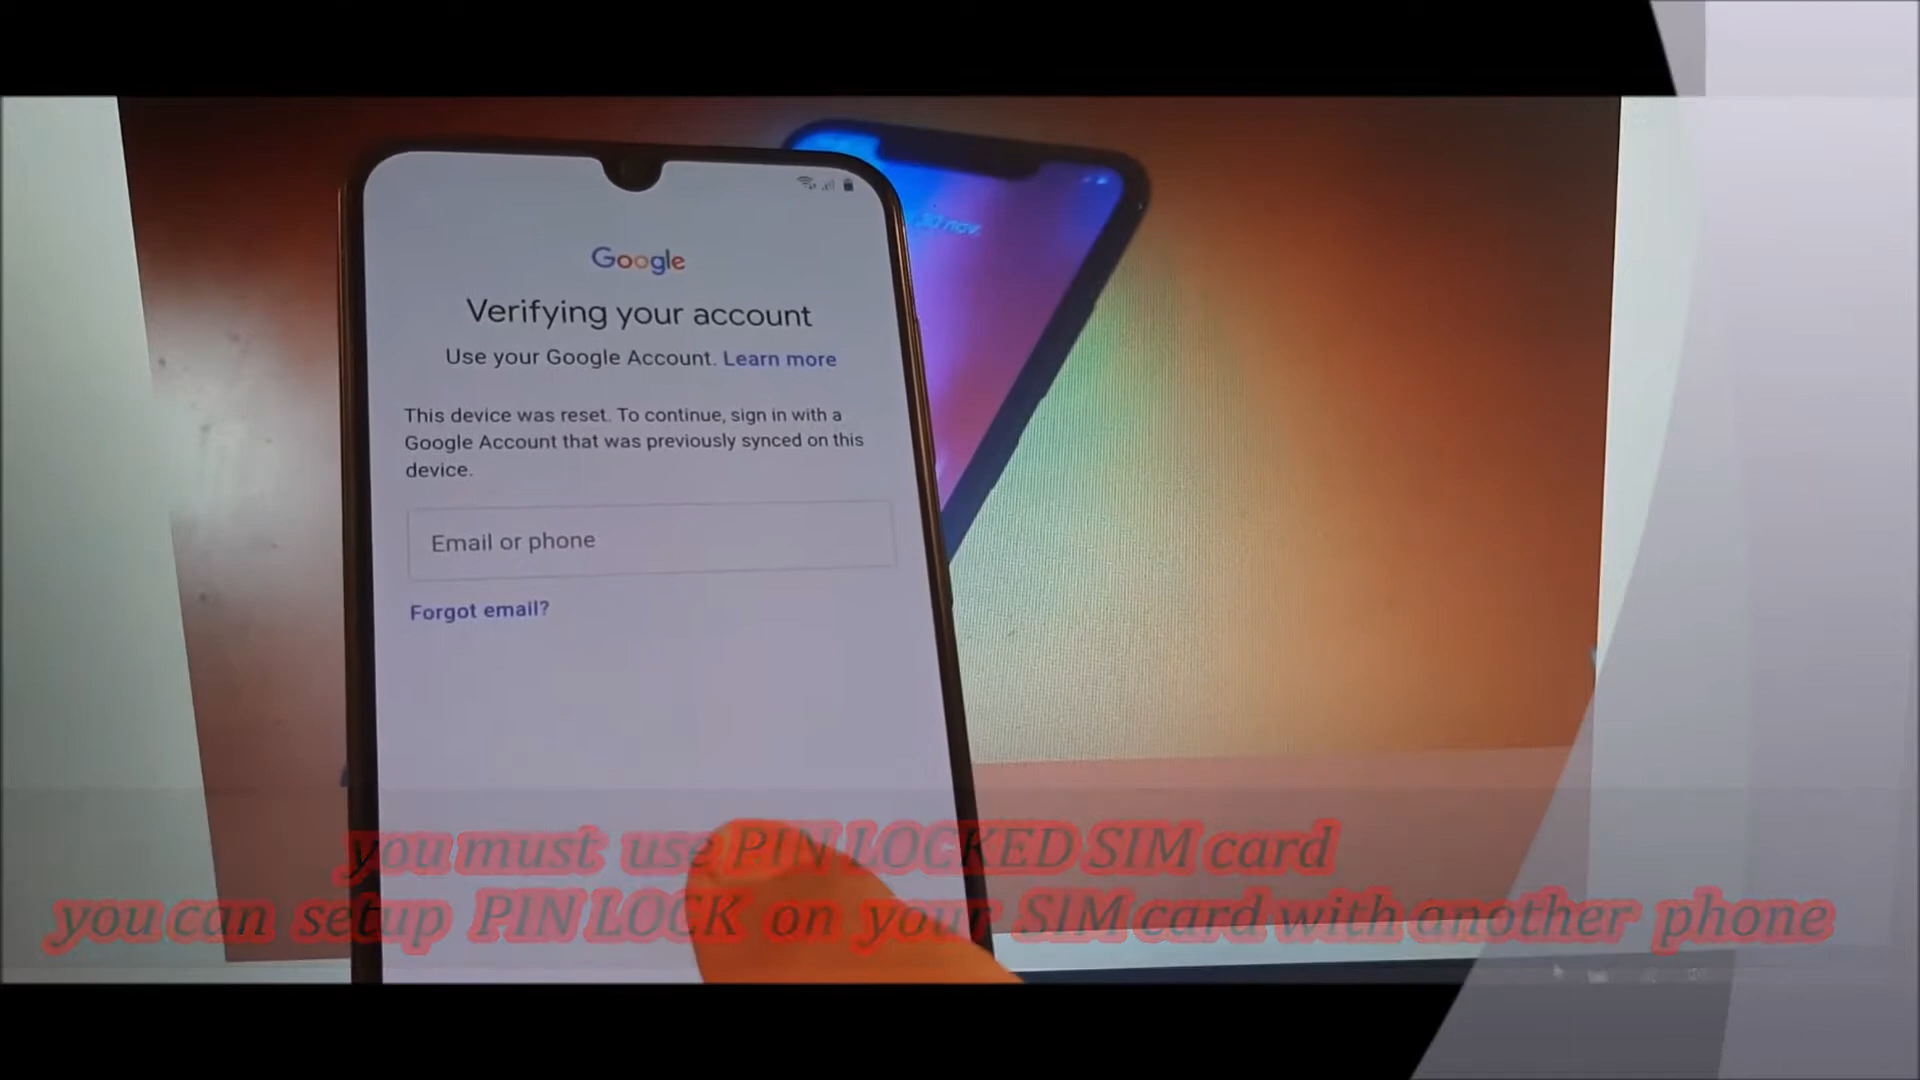 30 nov.
Google
Verifying your account
Use your Google Account. Learn more
This device was reset. To continue, sign in with a
Google Account that was previously synced on this
device.
Email or phone
Forgot email?
you must use PIN LOCKED SIM card
you can setup PIN LOCK on your SIM card with another phone